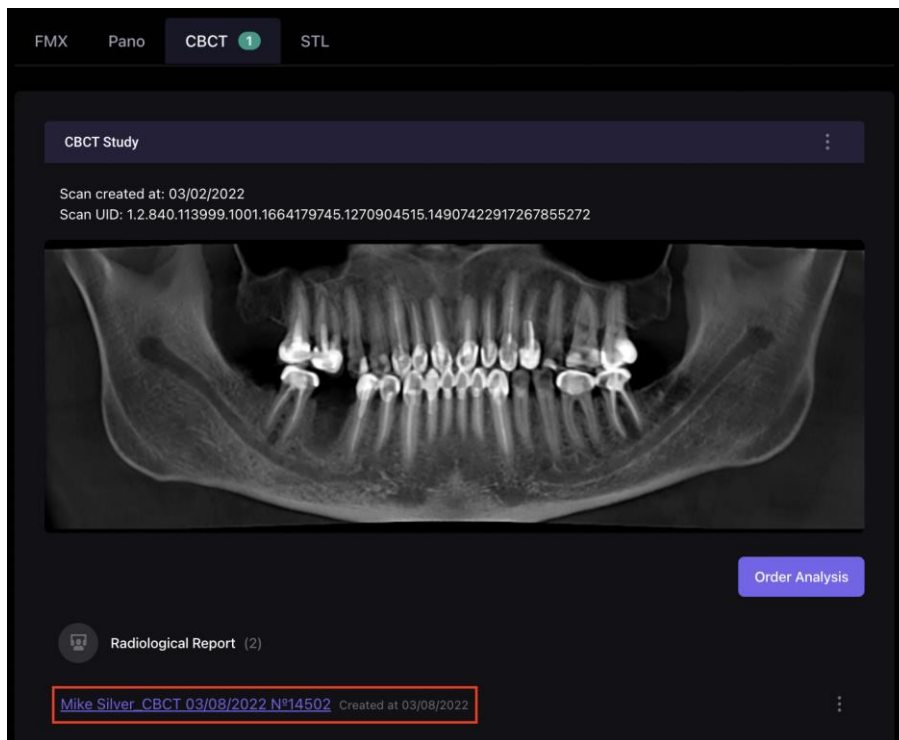 FMX Pano CBCT 1 STL
CBCT Study
Scan created at: 03/02/2022
Scan UID: 1.2.840.113999.1001.1664179745.1270904515.14907422917267855272
Order Analysis
Radiological Report (2)
Mike Silver_CBCT 03/08/2022 Nº14502 Created at 03/08/2022